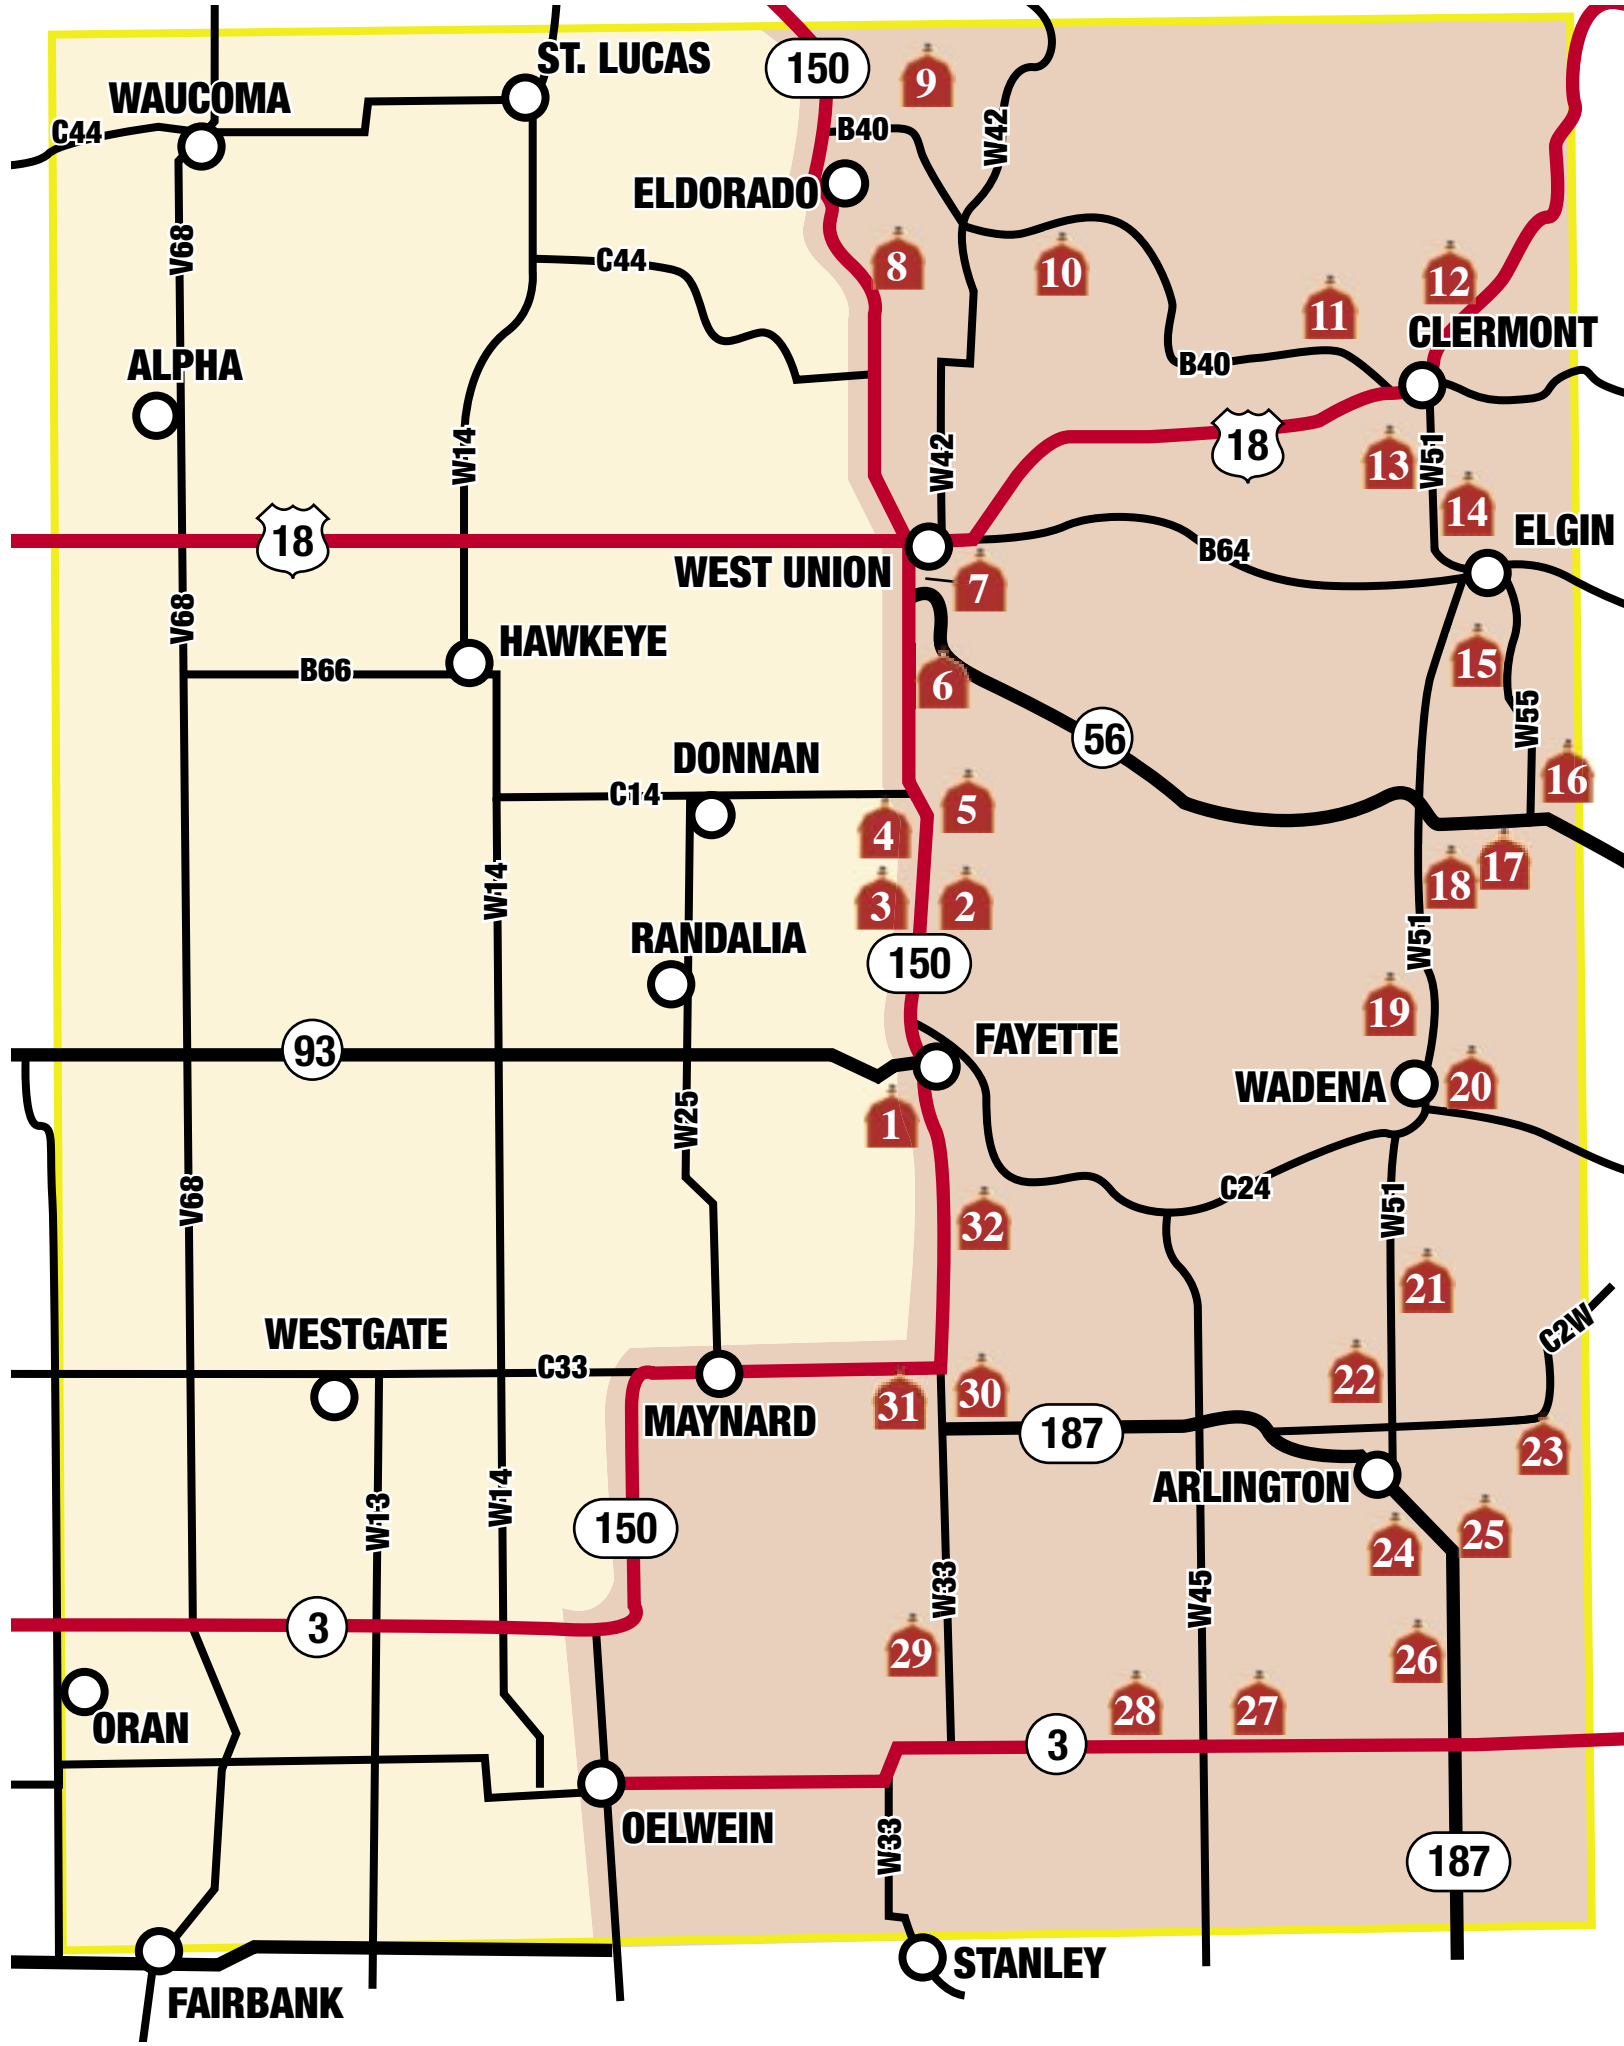 ST. LUCAS
150
9
WAUCOMA
C44
B40
W42
ELDORADO
V68
C44
8
10
12
11
CLERMONT
ALPHA
B40
W14
W42
18
13
W51
14
18
ELGIN
B64
WEST UNION
7
V68
HAWKEYE
B66
6
15
W55
56
DONNAN
C14
16
5
4
W14
3
2
18
17
RANDALIA
W51
150
19
93
FAYETTE
WADENA
20
W25
1
V68
C24
W51
32
21
WESTGATE
C2W
C33
22
30
31
MAYNARD
187
23
ARLINGTON
W13
W14
150
25
24
W33
W45
3
29
26
28
27
ORAN
3
OELWEIN
W33
187
STANLEY
FAIRBANK